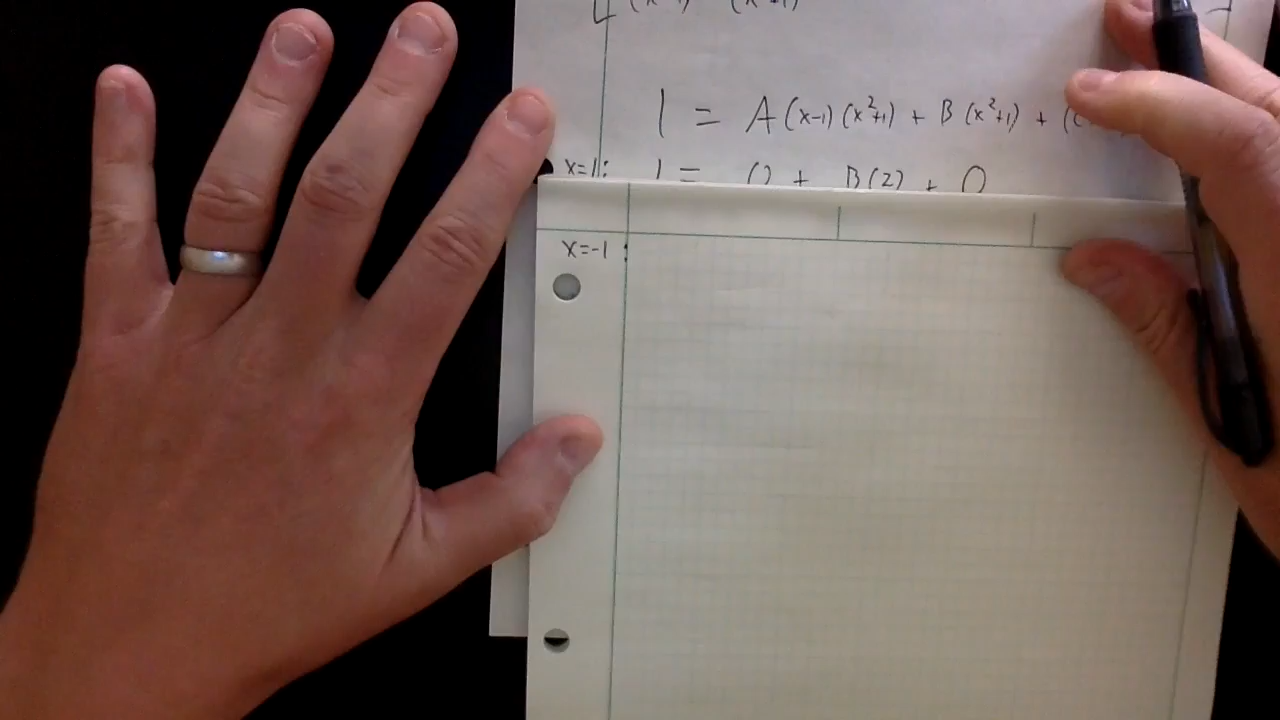 1 = A(x-1)(x²+1) + B(x²+1) + (
x=1: 1 = 0 + B(2) + 0
x=-1: